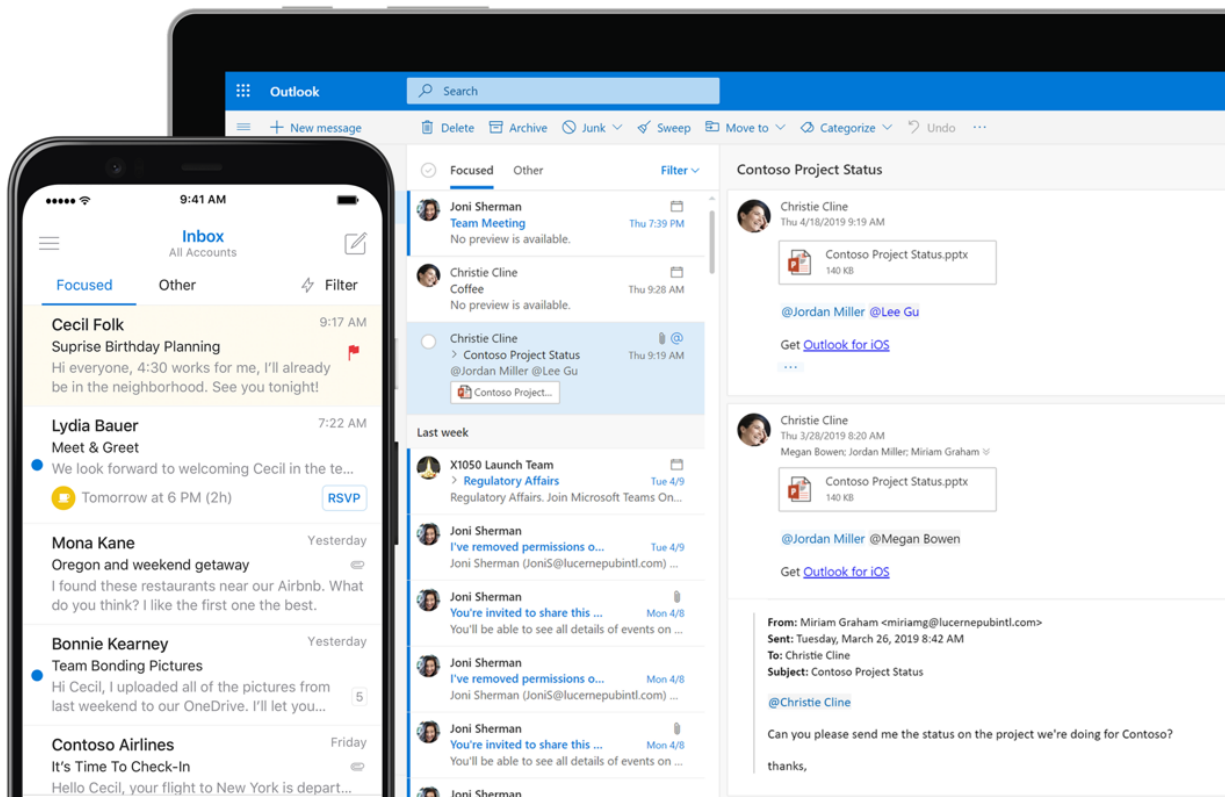 Outlook
Search
New message
Delete
Archive
Junk
Sweep
Move to
Categorize
Undo
Focused
Other
Filter
Joni Sherman
Team Meeting
Thu 7:39 PM
No preview is available.
Christie Cline
Coffee
Thu 9:28 AM
No preview is available.
Christie Cline
> Contoso Project Status
Thu 9:19 AM
@Jordan Miller @Lee Gu
Contoso Project...
Last week
X1050 Launch Team
> Regulatory Affairs
Tue 4/9
Regulatory Affairs. Join Microsoft Teams On...
Joni Sherman
I've removed permissions o...
Tue 4/9
Joni Sherman (JoniS@lucernepubintl.com) ...
Joni Sherman
You're invited to share this ...
Mon 4/8
You'll be able to see all details of events on ...
Joni Sherman
I've removed permissions o...
Mon 4/8
Joni Sherman (JoniS@lucernepubintl.com) ...
Joni Sherman
You're invited to share this ...
Mon 4/8
You'll be able to see all details of events on ...
Joni Sherman
Contoso Project Status
Christie Cline
Thu 4/18/2019 9:19 AM
Contoso Project Status.pptx
140 KB
@Jordan Miller @Lee Gu
Get Outlook for iOS
...
Christie Cline
Thu 3/28/2019 8:20 AM
Megan Bowen; Jordan Miller; Miriam Graham
Contoso Project Status.pptx
140 KB
@Jordan Miller @Megan Bowen
Get Outlook for iOS
From: Miriam Graham <miriamg@lucernepubintl.com>
Sent: Tuesday, March 26, 2019 8:42 AM
To: Christie Cline
Subject: Contoso Project Status
@Christie Cline
Can you please send me the status on the project we're doing for Contoso?
thanks,
9:41 AM
Inbox
All Accounts
Focused
Other
Filter
Cecil Folk
9:17 AM
Suprise Birthday Planning
Hi everyone, 4:30 works for me, I'll already
be in the neighborhood. See you tonight!
Lydia Bauer
7:22 AM
Meet & Greet
We look forward to welcoming Cecil in the te...
Tomorrow at 6 PM (2h)
RSVP
Mona Kane
Yesterday
Oregon and weekend getaway
I found these restaurants near our Airbnb. What
do you think? I like the first one the best.
Bonnie Kearney
Yesterday
Team Bonding Pictures
Hi Cecil, I uploaded all of the pictures from
last weekend to our OneDrive. I'll let you...
5
Contoso Airlines
Friday
It's Time To Check-In
Hello Cecil, your flight to New York is depart...